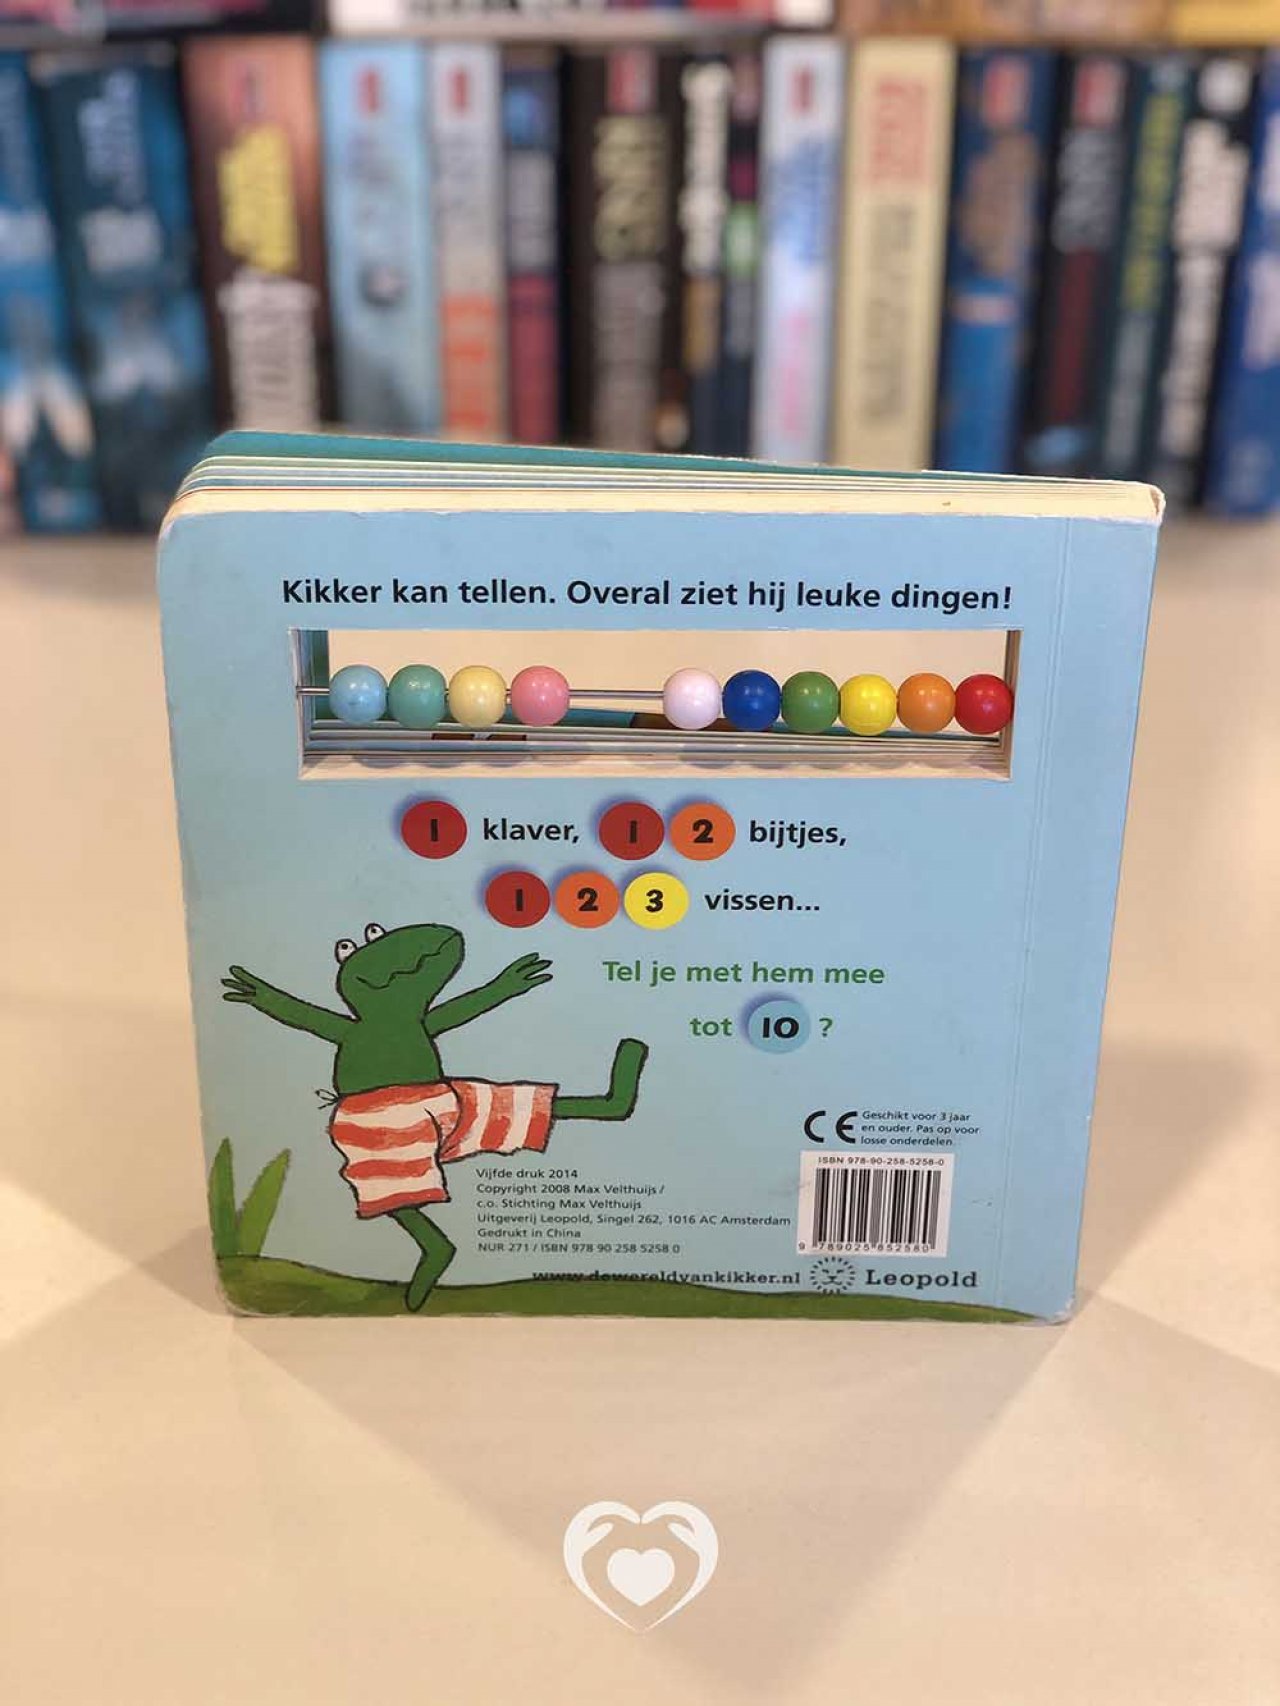 Kikker kan tellen. Overal ziet hij leuke dingen!
1 klaver, 1 2 bijtjes,
1 2 3 vissen...
Tel je met hem mee
tot 10 ?
CE Geschikt voor 3 jaar
en ouder. Pas op voor
losse onderdelen.
ISBN 978-90-258-5258-0
9 789025 852580
Vijfde druk 2014
Copyright 2008 Max Velthuijs /
c.o. Stichting Max Velthuijs
Uitgeverij Leopold, Singel 262, 1016 AC Amsterdam
Gedrukt in China
NUR 271 / ISBN 978 90 258 5258 0
www.dewereldvankikker.nl Leopold